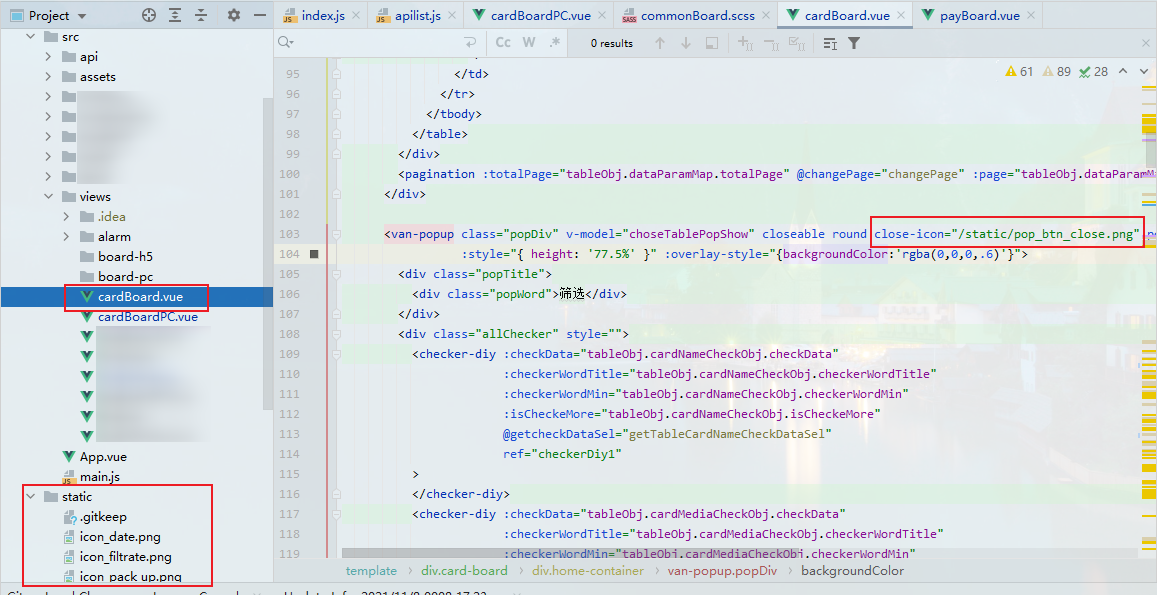 Project
index.js
apilist.js
cardBoardPC.vue
commonBoard.scss
cardBoard.vue
payBoard.vue
src
api
assets
views
.idea
alarm
board-h5
board-pc
cardBoard.vue
cardBoardPC.vue
App.vue
main.js
static
.gitkeep
icon_date.png
icon_filtrate.png
icon_pack_up.png
Cc W .* 0 results
61 89 28
95 </td>
96 </tr>
97 </tbody>
98 </table>
99 </div>
100 <pagination :totalPage="tableObj.dataParamMap.totalPage" @changePage="changePage" :page="tableObj.dataParamM
101 </div>
102
103 <van-popup class="popDiv" v-model="choseTablePopShow" closeable round close-icon="/static/pop_btn_close.png"
104 :style="{ height: '77.5%' }" :overlay-style="{backgroundColor:'rgba(0,0,0,.6)'}">
105 <div class="popTitle">
106 <div class="popWord">筛选</div>
107 </div>
108 <div class="allChecker" style="">
109 <checker-diy :checkData="tableObj.cardNameCheckObj.checkData"
110 :checkerWordTitle="tableObj.cardNameCheckObj.checkerWordTitle"
111 :checkerWordMin="tableObj.cardNameCheckObj.checkerWordMin"
112 :isCheckeMore="tableObj.cardNameCheckObj.isCheckeMore"
113 @getcheckDataSel="getTableCardNameCheckDataSel"
114 ref="checkerDiy1"
115 >
116 </checker-diy>
117 <checker-diy :checkData="tableObj.cardMediaCheckObj.checkData"
118 :checkerWordTitle="tableObj.cardMediaCheckObj.checkerWordTitle"
119 :checkerWordMin="tableObj.cardMediaCheckObj.checkerWordMin"
template div.card-board div.home-container van-popup.popDiv backgroundColor